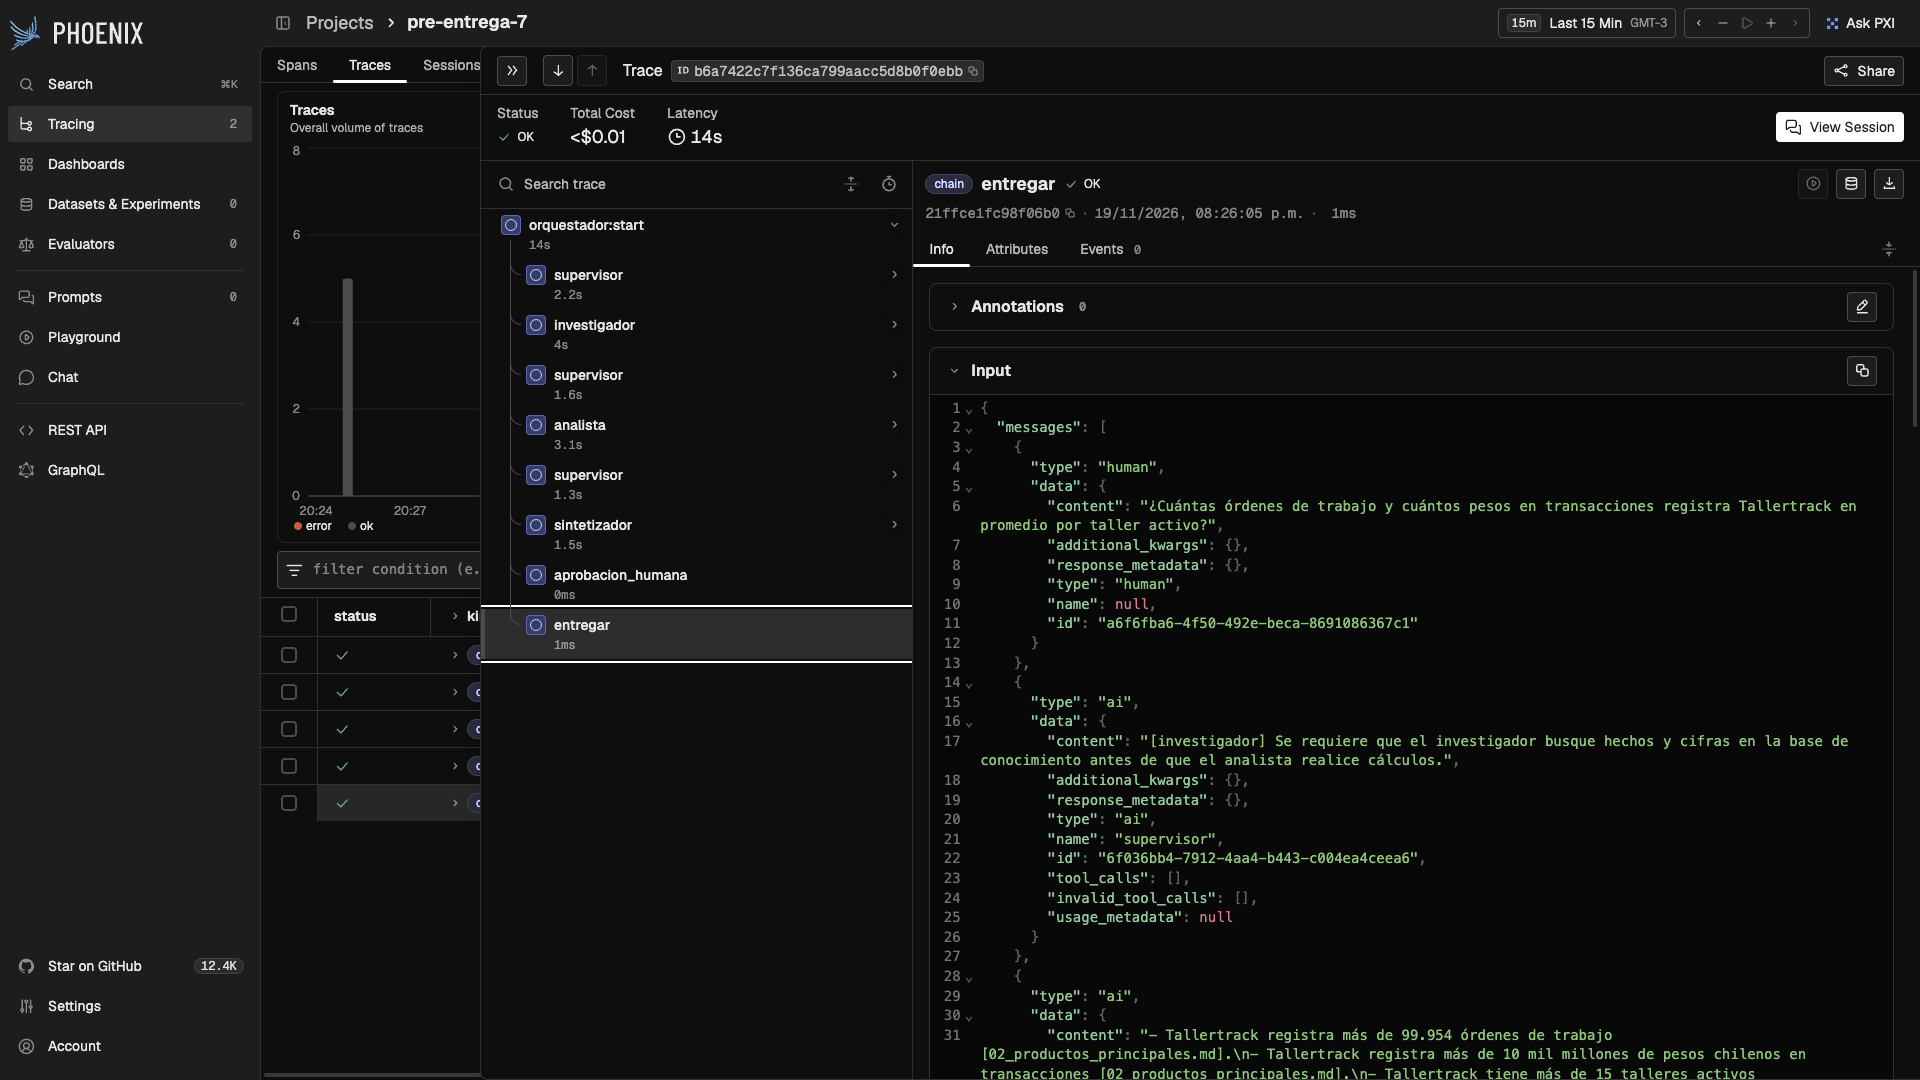 PHOENIX
Search ⌘K
Tracing 2
Dashboards
Datasets & Experiments 0
Evaluators 0
Prompts 0
Playground
Chat
REST API
GraphQL
Star on GitHub 12.4K
Settings
Account
Projects › pre-entrega-7
15m Last 15 Min GMT-3
Ask PXI
Spans Traces Sessions
Traces
Overall volume of traces
8
6
4
2
0
20:24 20:27
error ok
filter condition (e.
status
Trace ID b6a7422c7f136ca799aacc5d8b0f0ebb
Share
Status Total Cost Latency
OK <$0.01 14s
View Session
Search trace
orquestador:start
14s
supervisor
2.2s
investigador
4s
supervisor
1.6s
analista
3.1s
supervisor
1.3s
sintetizador
1.5s
aprobacion_humana
0ms
entregar
1ms
chain entregar OK
21ffce1fc98f06b0 · 19/11/2026, 08:26:05 p.m. · 1ms
Info Attributes Events 0
Annotations 0
Input
1 {
2 "messages": [
3 {
4 "type": "human",
5 "data": {
6 "content": "¿Cuántas órdenes de trabajo y cuántos pesos en transacciones registra Tallertrack en
promedio por taller activo?",
7 "additional_kwargs": {},
8 "response_metadata": {},
9 "type": "human",
10 "name": null,
11 "id": "a6f6fba6-4f50-492e-beca-8691086367c1"
12 }
13 },
14 {
15 "type": "ai",
16 "data": {
17 "content": "[investigador] Se requiere que el investigador busque hechos y cifras en la base de
conocimiento antes de que el analista realice cálculos.",
18 "additional_kwargs": {},
19 "response_metadata": {},
20 "type": "ai",
21 "name": "supervisor",
22 "id": "6f036bb4-7912-4aa4-b443-c004ea4ceea6",
23 "tool_calls": [],
24 "invalid_tool_calls": [],
25 "usage_metadata": null
26 }
27 },
28 {
29 "type": "ai",
30 "data": {
31 "content": "– Tallertrack registra más de 99.954 órdenes de trabajo
[02_productos_principales.md].\n– Tallertrack registra más de 10 mil millones de pesos chilenos en
transacciones [02_productos_principales.md].\n– Tallertrack tiene más de 15 talleres activos